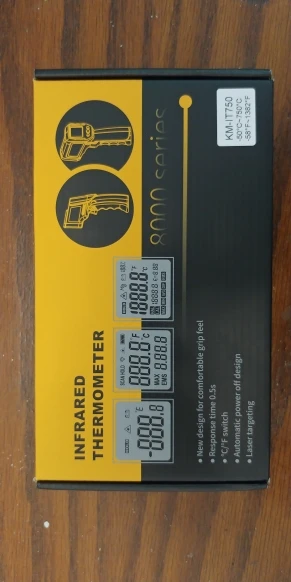 INFRARED
THERMOMETER
8000 series
KM-IT750
-50°C~750°C
-58°F~1382°F
• New design for comfortable grip feel
• Response time 0.5s
• °C/°F switch
• Automatic power off design
• Laser targeting